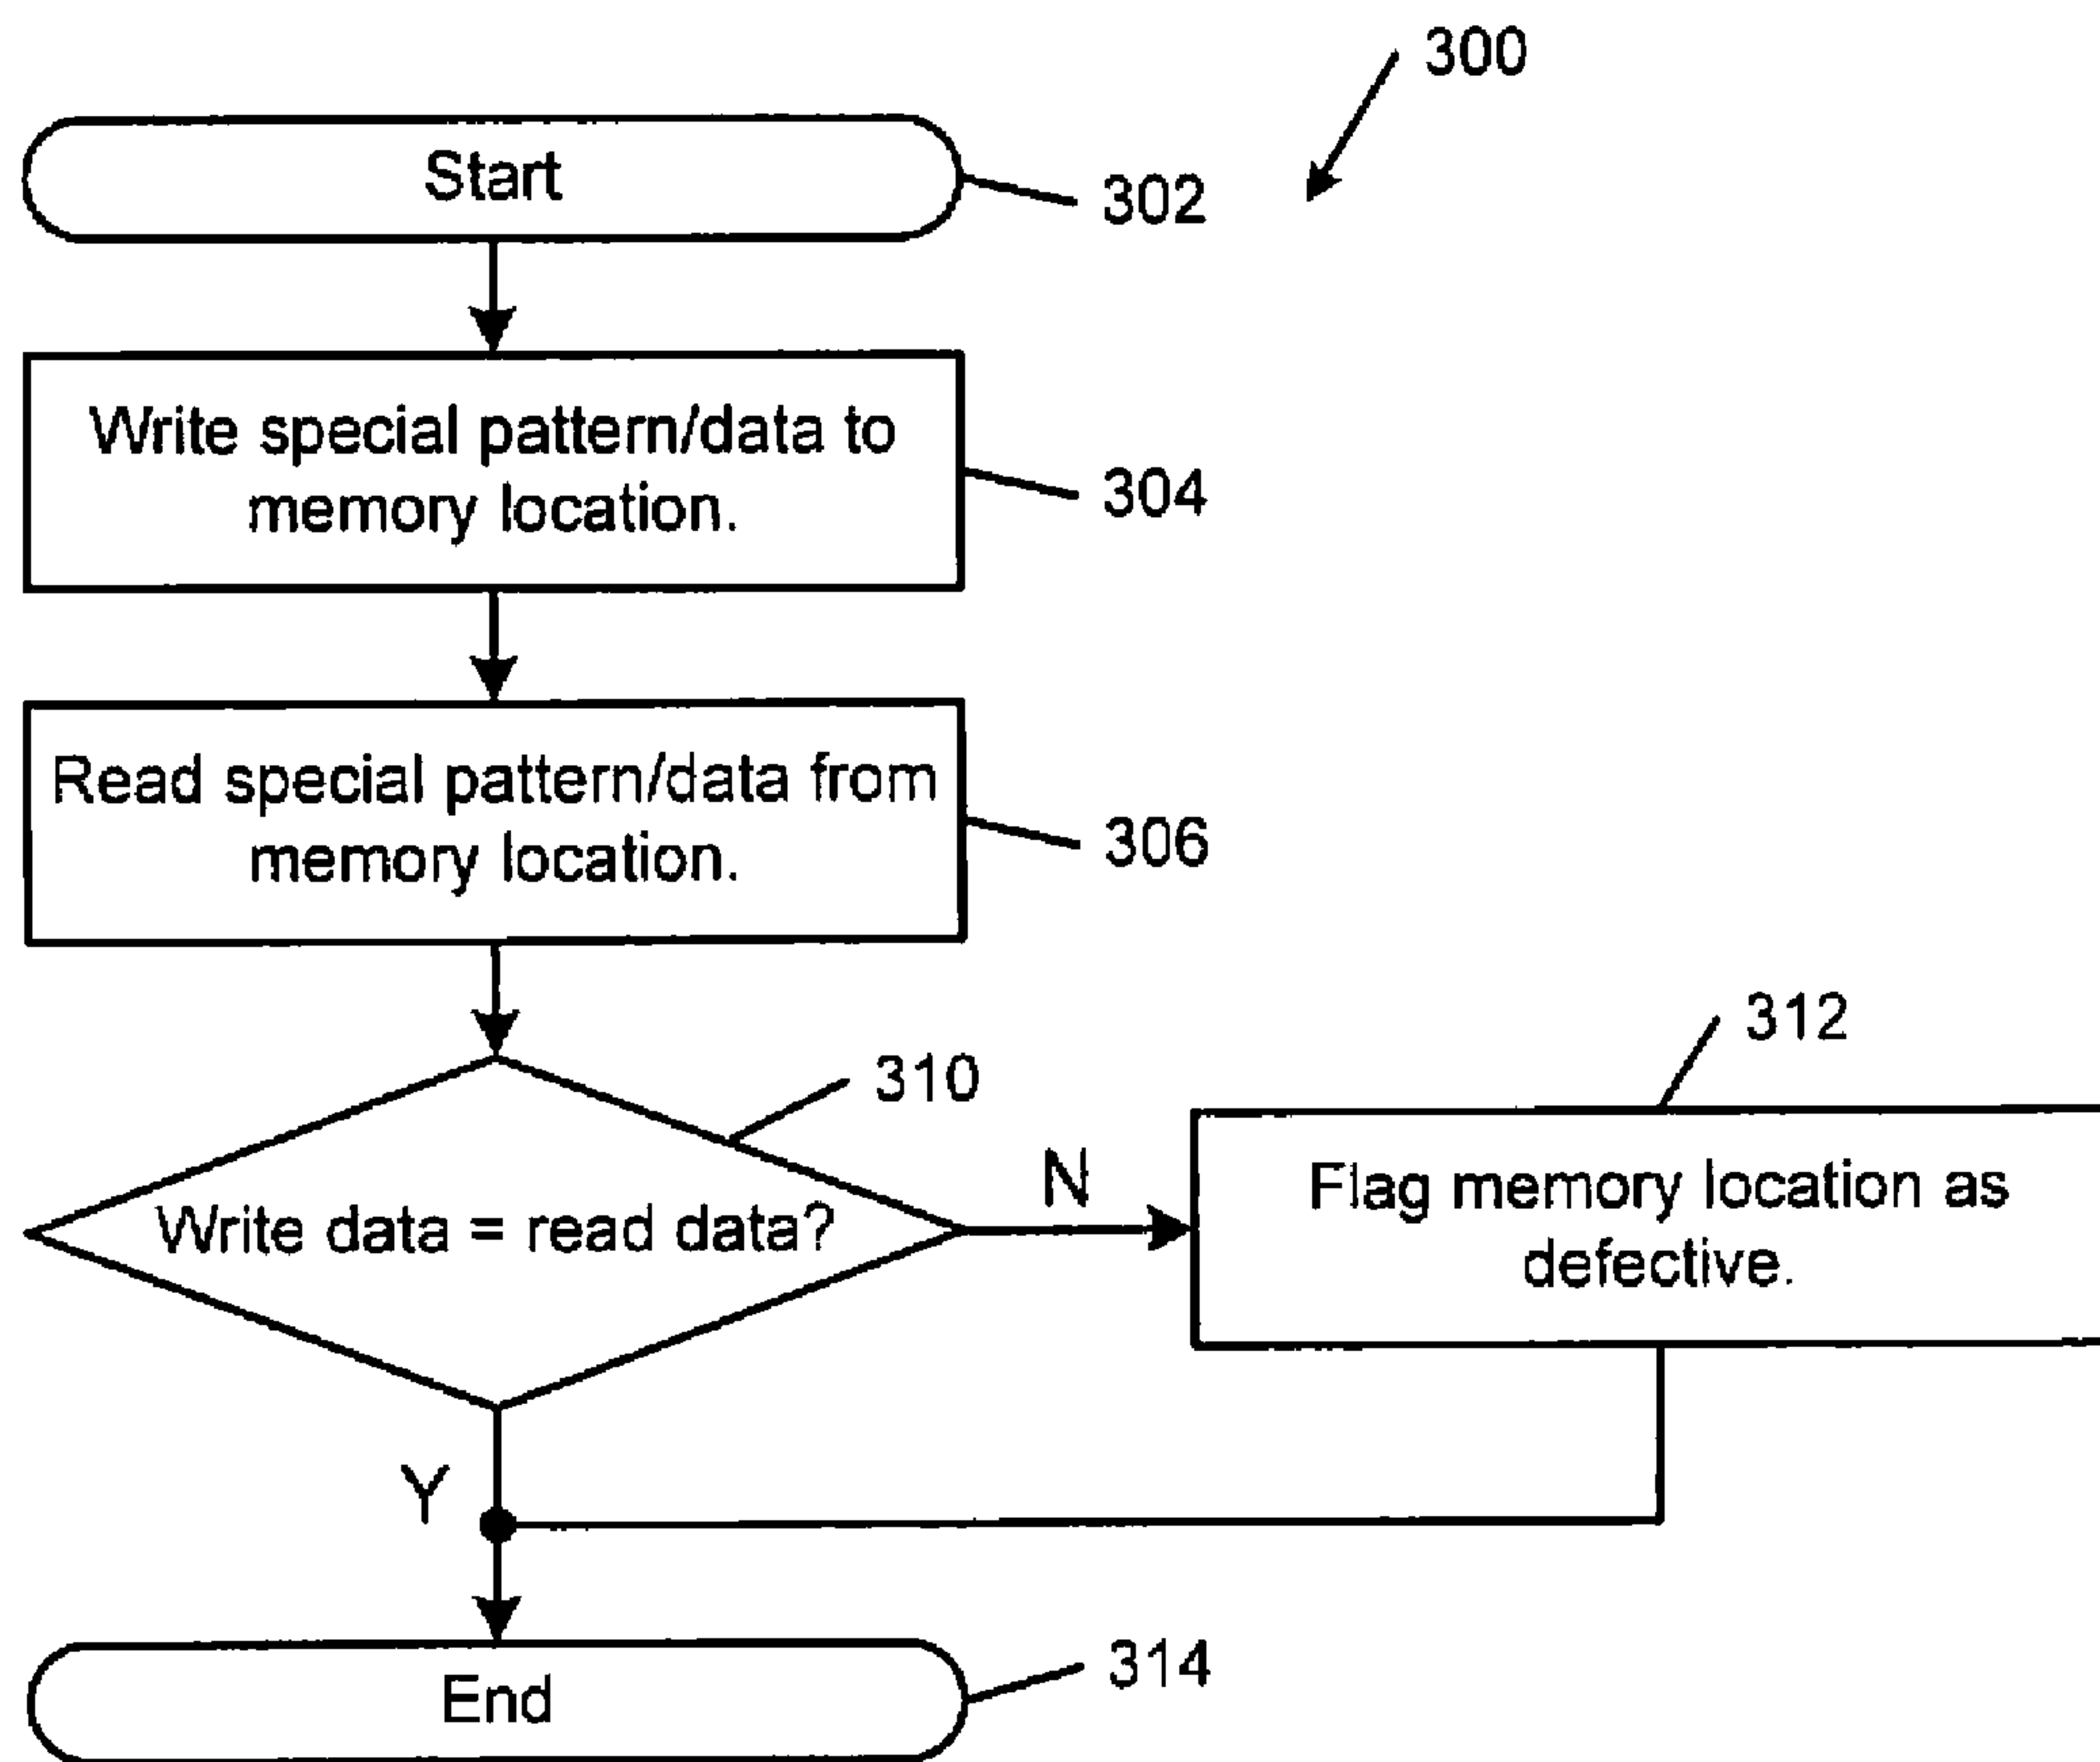 300
Start
302
Write special pattern/data to
memory location.
304
Read special pattern/data from
memory location.
306
310
312
Write data = read data?
N
Flag memory location as
defective.
Y
End
314